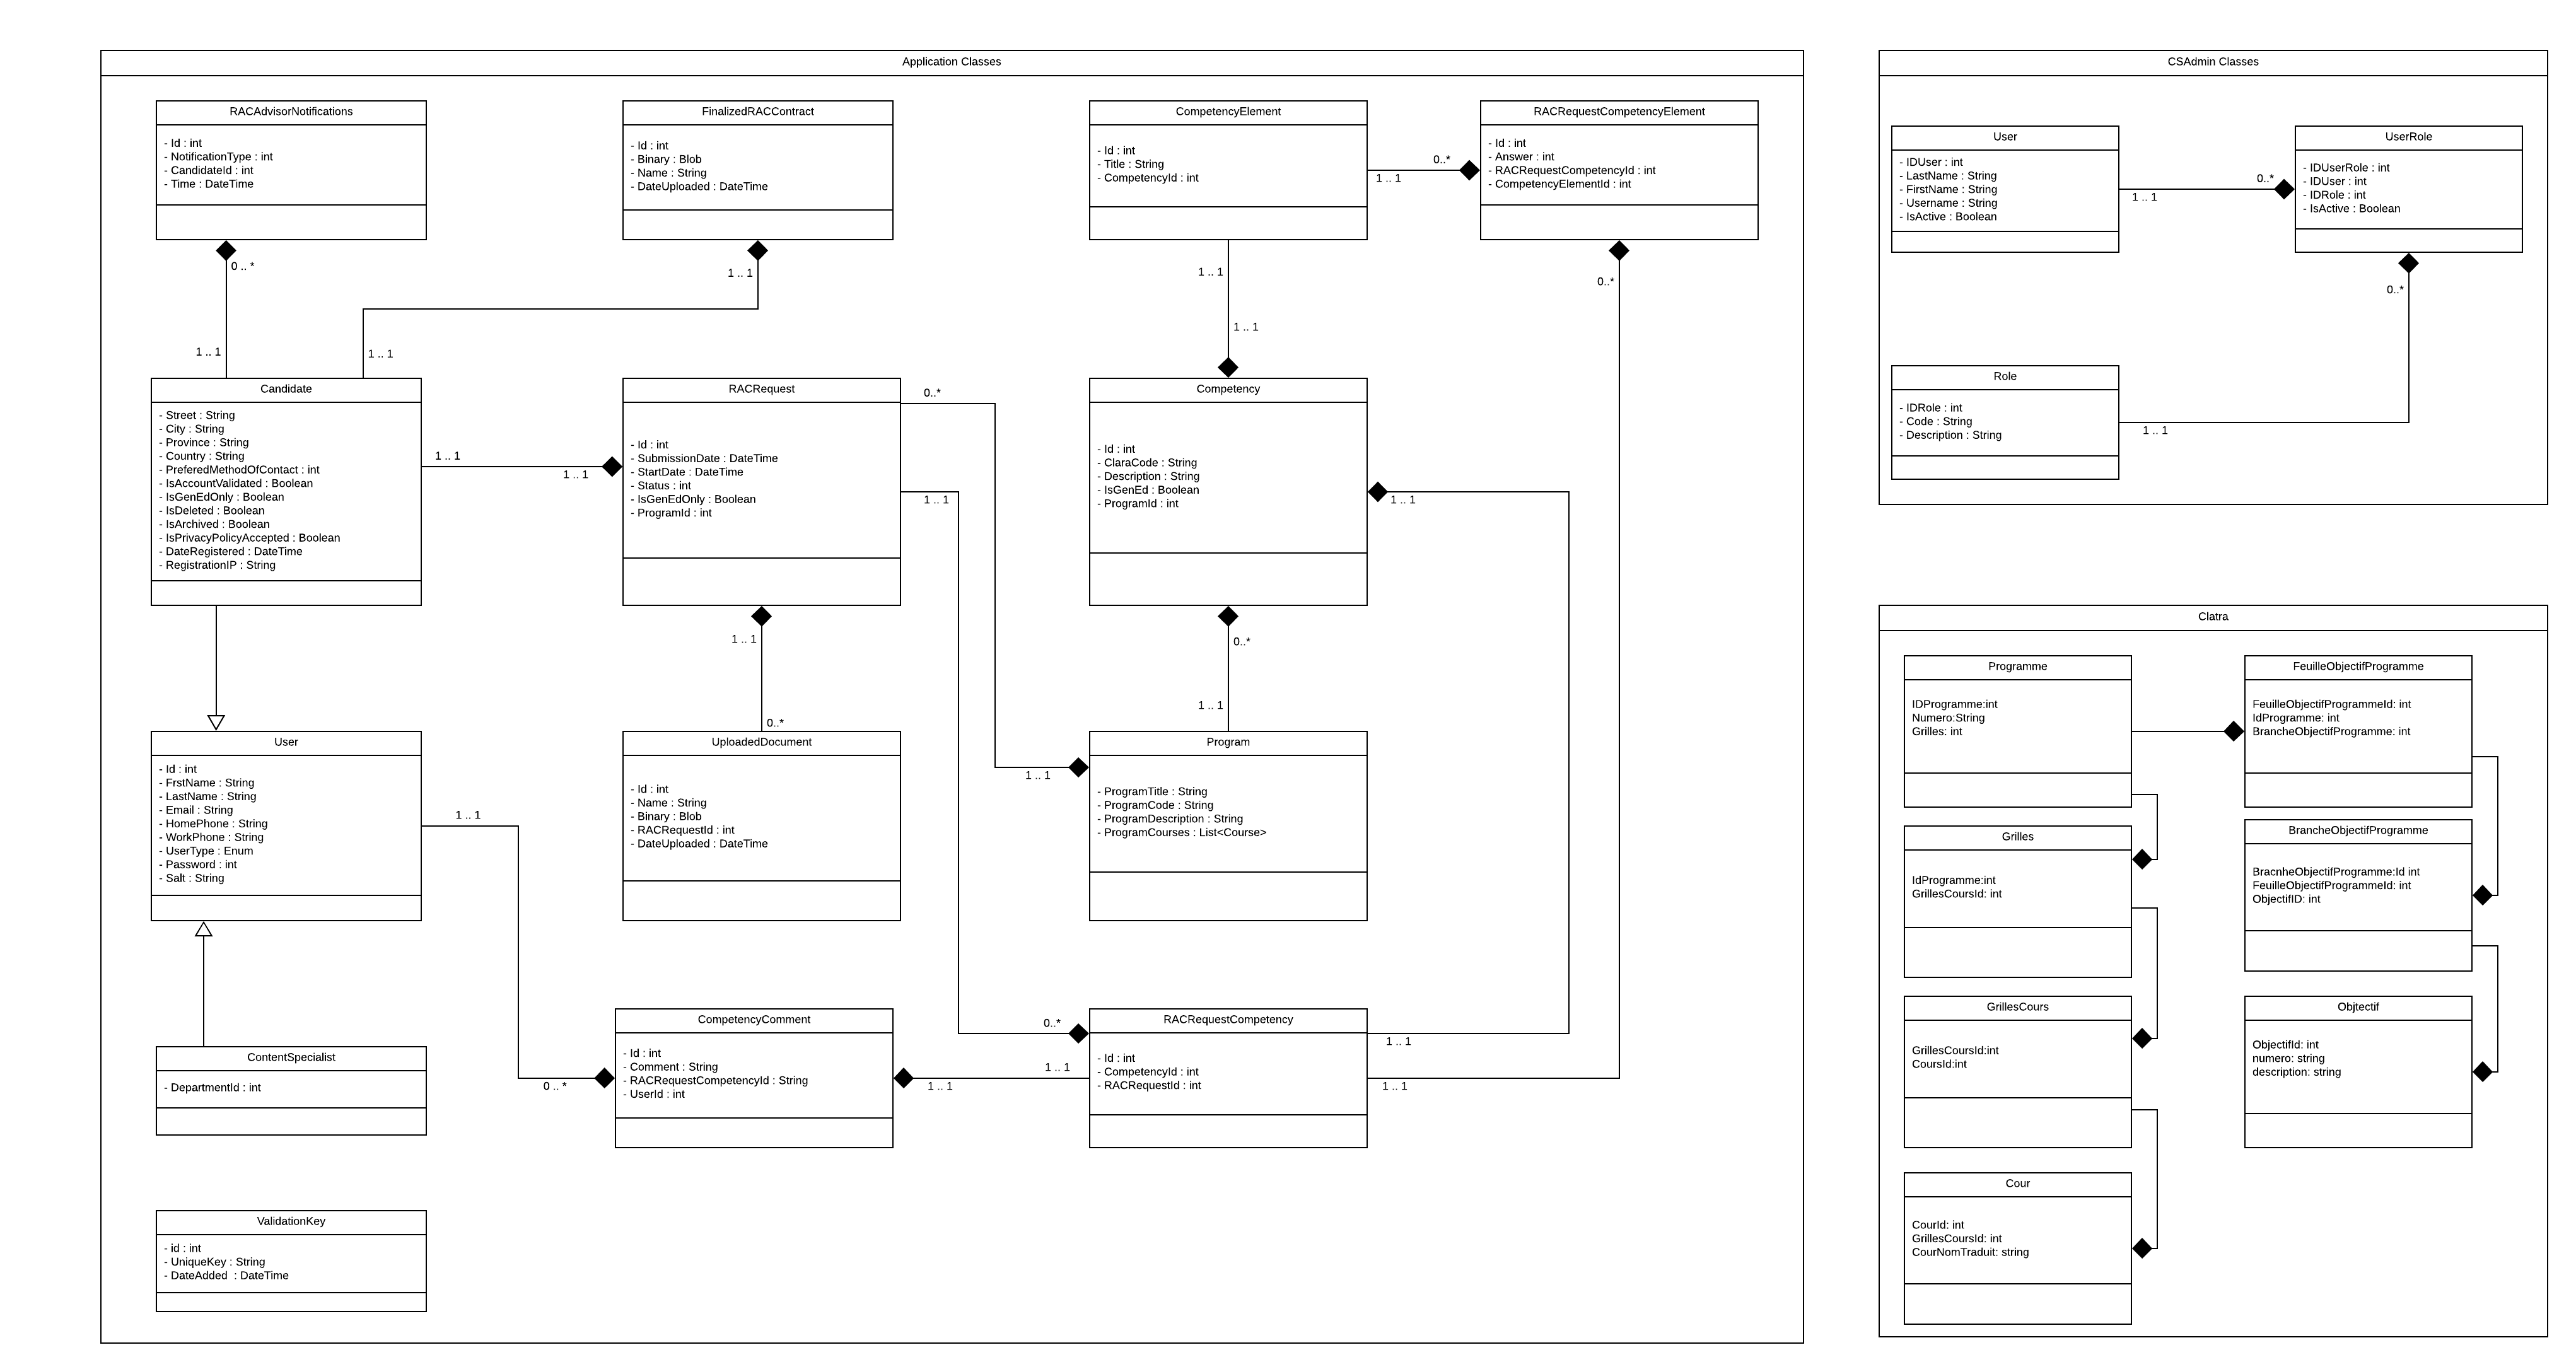 Application Classes
RACAdvisorNotifications
- Id : int
- NotificationType : int
- CandidateId : int
- Time : DateTime
0 .. *
1 .. 1
FinalizedRACContract
- Id : int
- Binary : Blob
- Name : String
- DateUploaded : DateTime
1 .. 1
1 .. 1
CompetencyElement
- Id : int
- Title : String
- CompetencyId : int
1 .. 1
0..*
1 .. 1
1 .. 1
RACRequestCompetencyElement
- Id : int
- Answer : int
- RACRequestCompetencyId : int
- CompetencyElementId : int
0..*
Candidate
- Street : String
- City : String
- Province : String
- Country : String
- PreferedMethodOfContact : int
- IsAccountValidated : Boolean
- IsGenEdOnly : Boolean
- IsDeleted : Boolean
- IsArchived : Boolean
- IsPrivacyPolicyAccepted : Boolean
- DateRegistered : DateTime
- RegistrationIP : String
1 .. 1
1 .. 1
RACRequest
- Id : int
- SubmissionDate : DateTime
- StartDate : DateTime
- Status : int
- IsGenEdOnly : Boolean
- ProgramId : int
0..*
1 .. 1
1 .. 1
0..*
Competency
- Id : int
- ClaraCode : String
- Description : String
- IsGenEd : Boolean
- ProgramId : int
1 .. 1
0..*
1 .. 1
User
- Id : int
- FrstName : String
- LastName : String
- Email : String
- HomePhone : String
- WorkPhone : String
- UserType : Enum
- Password : int
- Salt : String
1 .. 1
UploadedDocument
- Id : int
- Name : String
- Binary : Blob
- RACRequestId : int
- DateUploaded : DateTime
1 .. 1
Program
- ProgramTitle : String
- ProgramCode : String
- ProgramDescription : String
- ProgramCourses : List<Course>
ContentSpecialist
- DepartmentId : int
0 .. *
CompetencyComment
- Id : int
- Comment : String
- RACRequestCompetencyId : String
- UserId : int
1 .. 1
0..*
1 .. 1
RACRequestCompetency
- Id : int
- CompetencyId : int
- RACRequestId : int
1 .. 1
1 .. 1
ValidationKey
- id : int
- UniqueKey : String
- DateAdded  : DateTime
CSAdmin Classes
User
- IDUser : int
- LastName : String
- FirstName : String
- Username : String
- IsActive : Boolean
1 .. 1
0..*
UserRole
- IDUserRole : int
- IDUser : int
- IDRole : int
- IsActive : Boolean
0..*
Role
- IDRole : int
- Code : String
- Description : String
1 .. 1
Clatra
Programme
IDProgramme:int
Numero:String
Grilles: int
FeuilleObjectifProgramme
FeuilleObjectifProgrammeId: int
IdProgramme: int
BrancheObjectifProgramme: int
Grilles
IdProgramme:int
GrillesCoursId: int
BrancheObjectifProgramme
BracnheObjectifProgramme:Id int
FeuilleObjectifProgrammeId: int
ObjectifID: int
GrillesCours
GrillesCoursId:int
CoursId:int
Objtectif
ObjectifId: int
numero: string
description: string
Cour
CourId: int
GrillesCoursId: int
CourNomTraduit: string